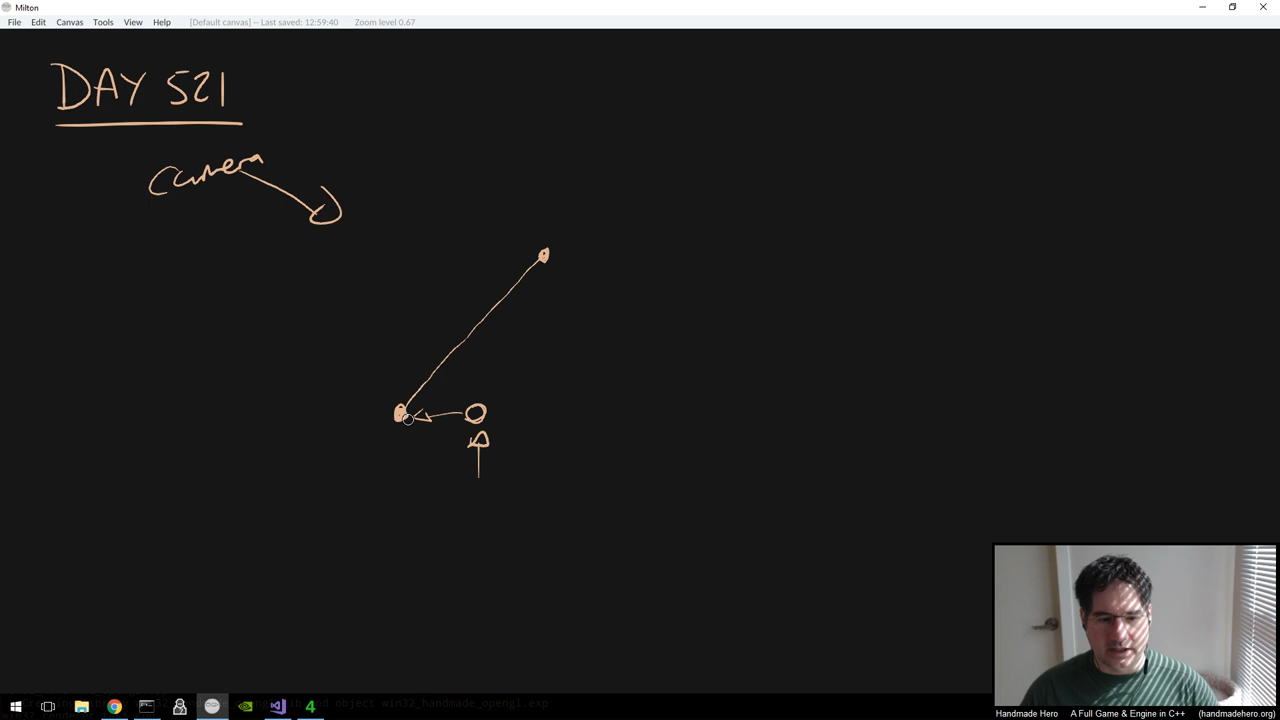 Milton
File Edit Canvas Tools View Help [Default canvas] -- Last saved: 12:59:40 Zoom level 0.67
DAY 521
Camera
Handmade Hero A Full Game & Engine in C++ (handmadehero.org)